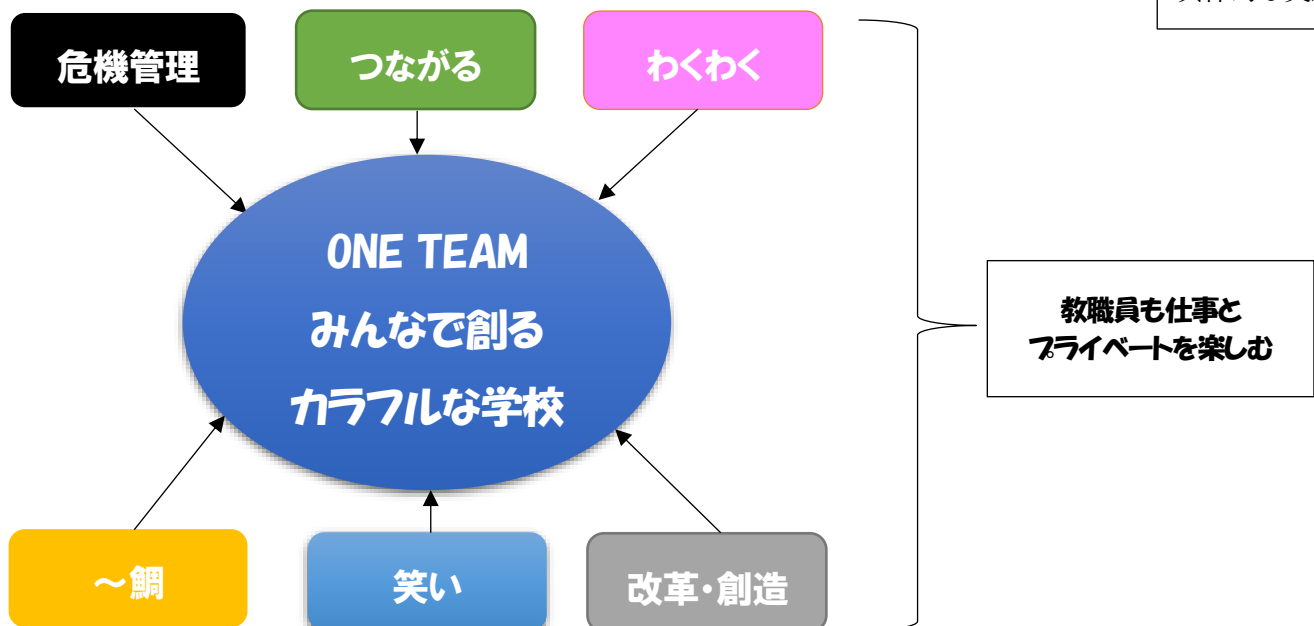 危機管理
つながる
わくわく
ONE TEAM
みんなで創る
カラフルな学校
教職員も仕事と
プライベートを楽しむ
～鯛
笑い
改革・創造